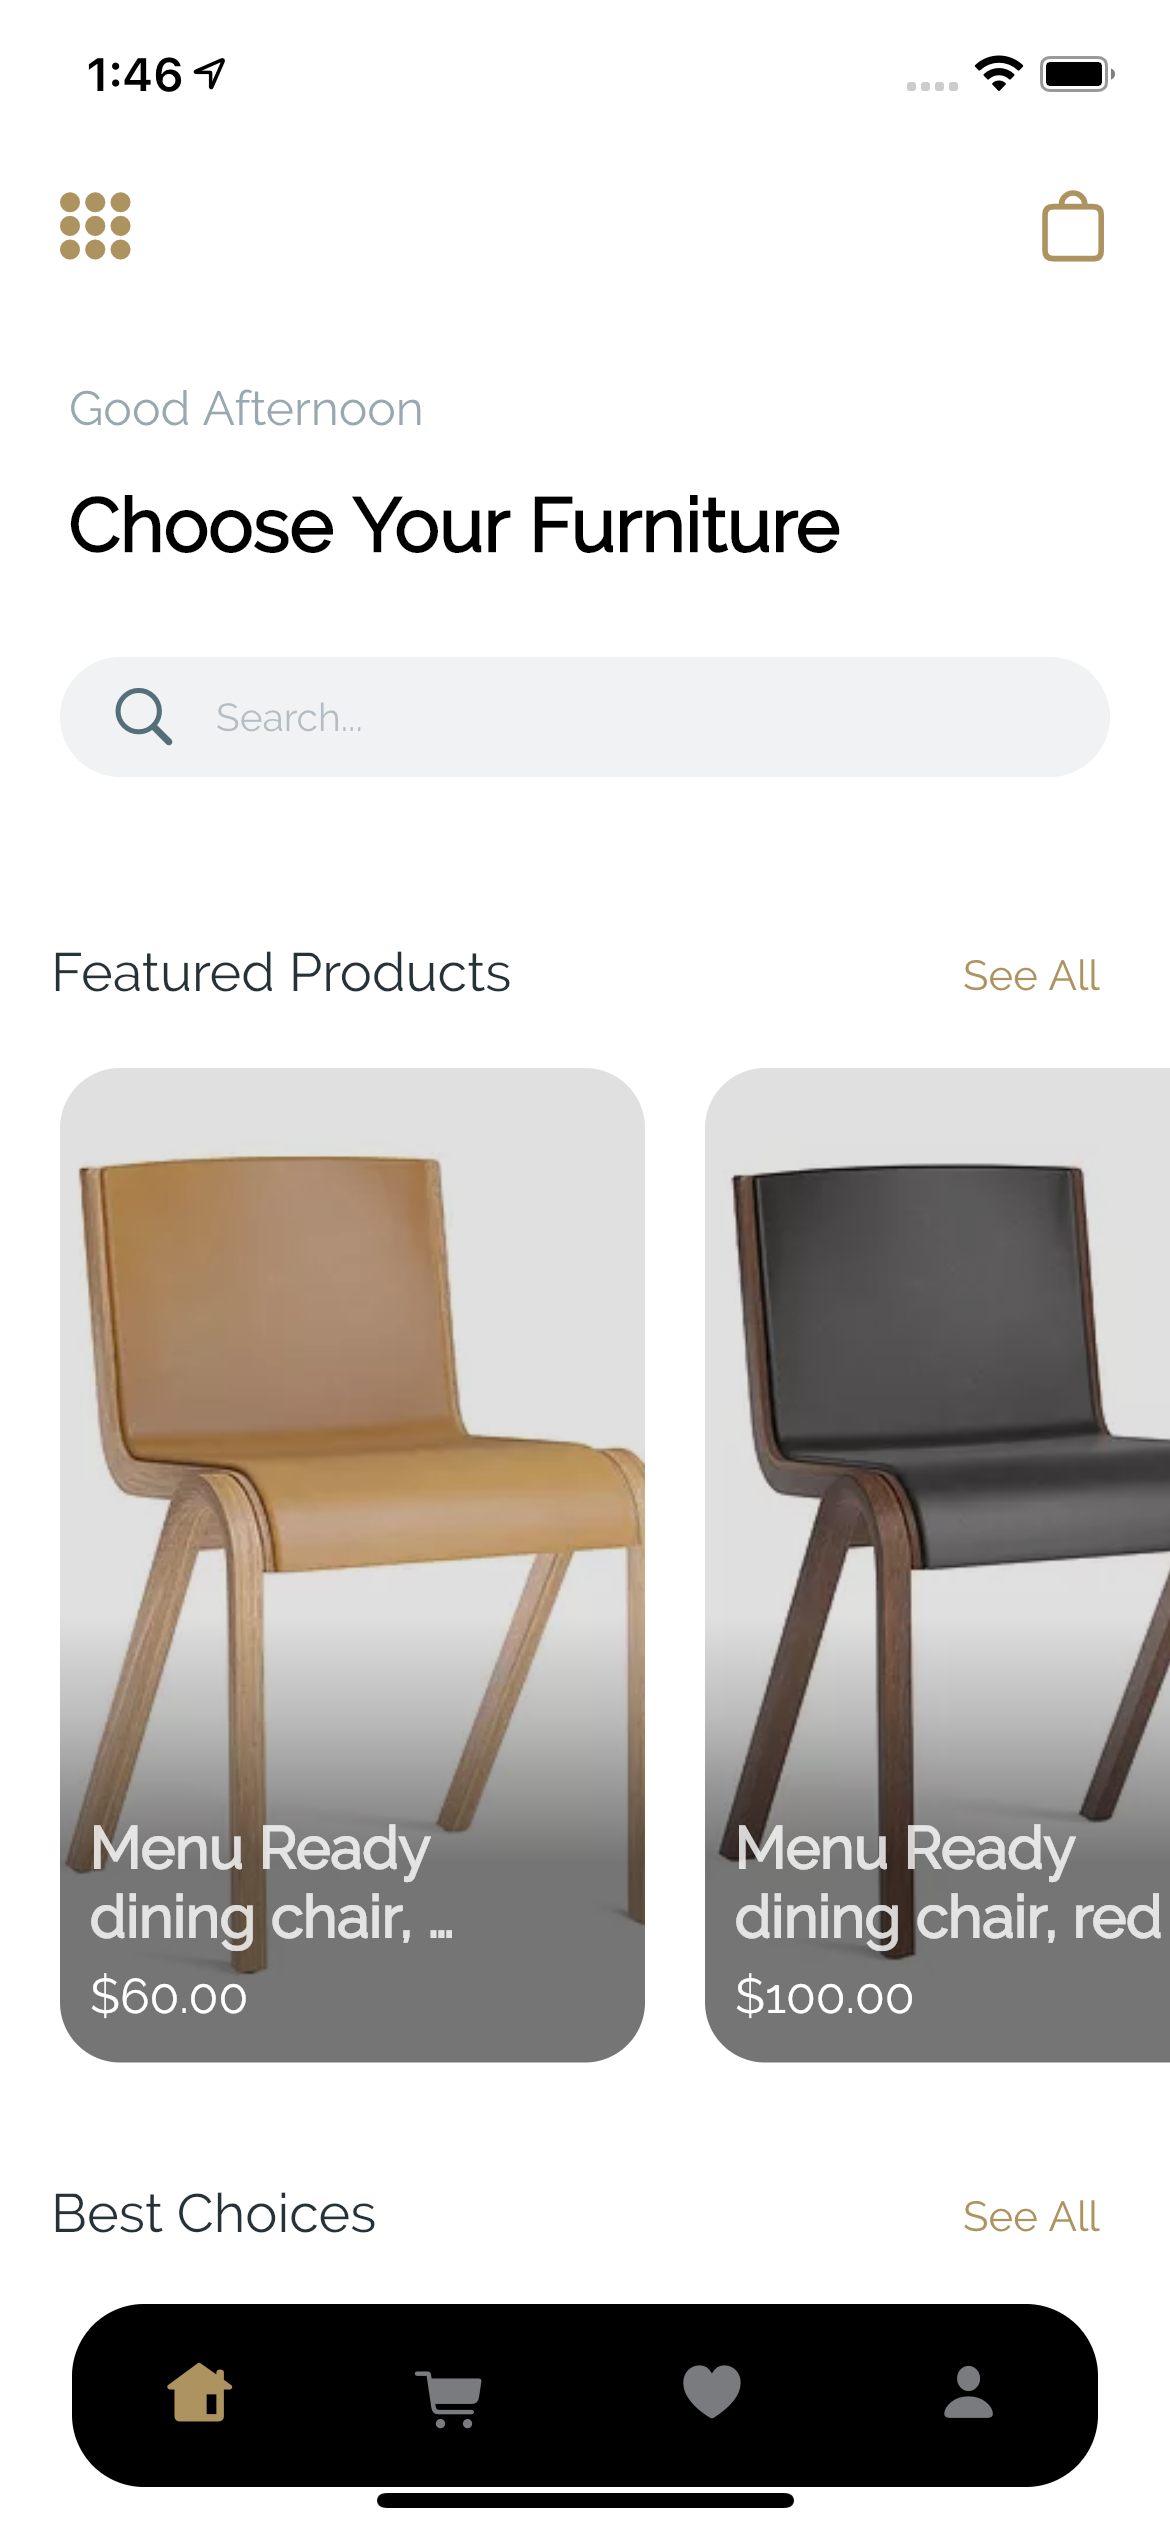 1:46
Good Afternoon
Choose Your Furniture
Search...
Featured Products
See All
Menu Ready
dining chair, ...
$60.00
Menu Ready
dining chair, red
$100.00
Best Choices
See All